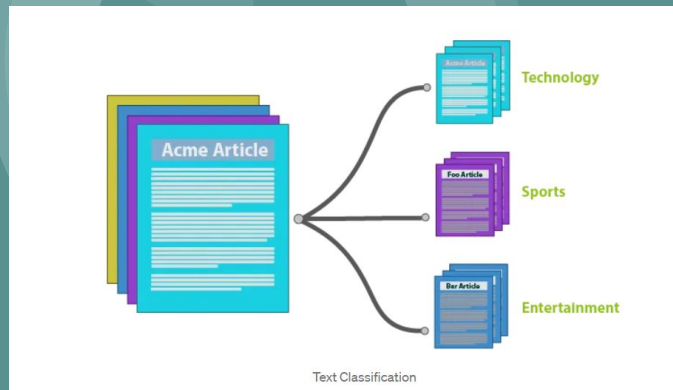 Acme Article
Acme Article
Technology
Foo Article
Sports
Bar Article
Entertainment
Text Classification